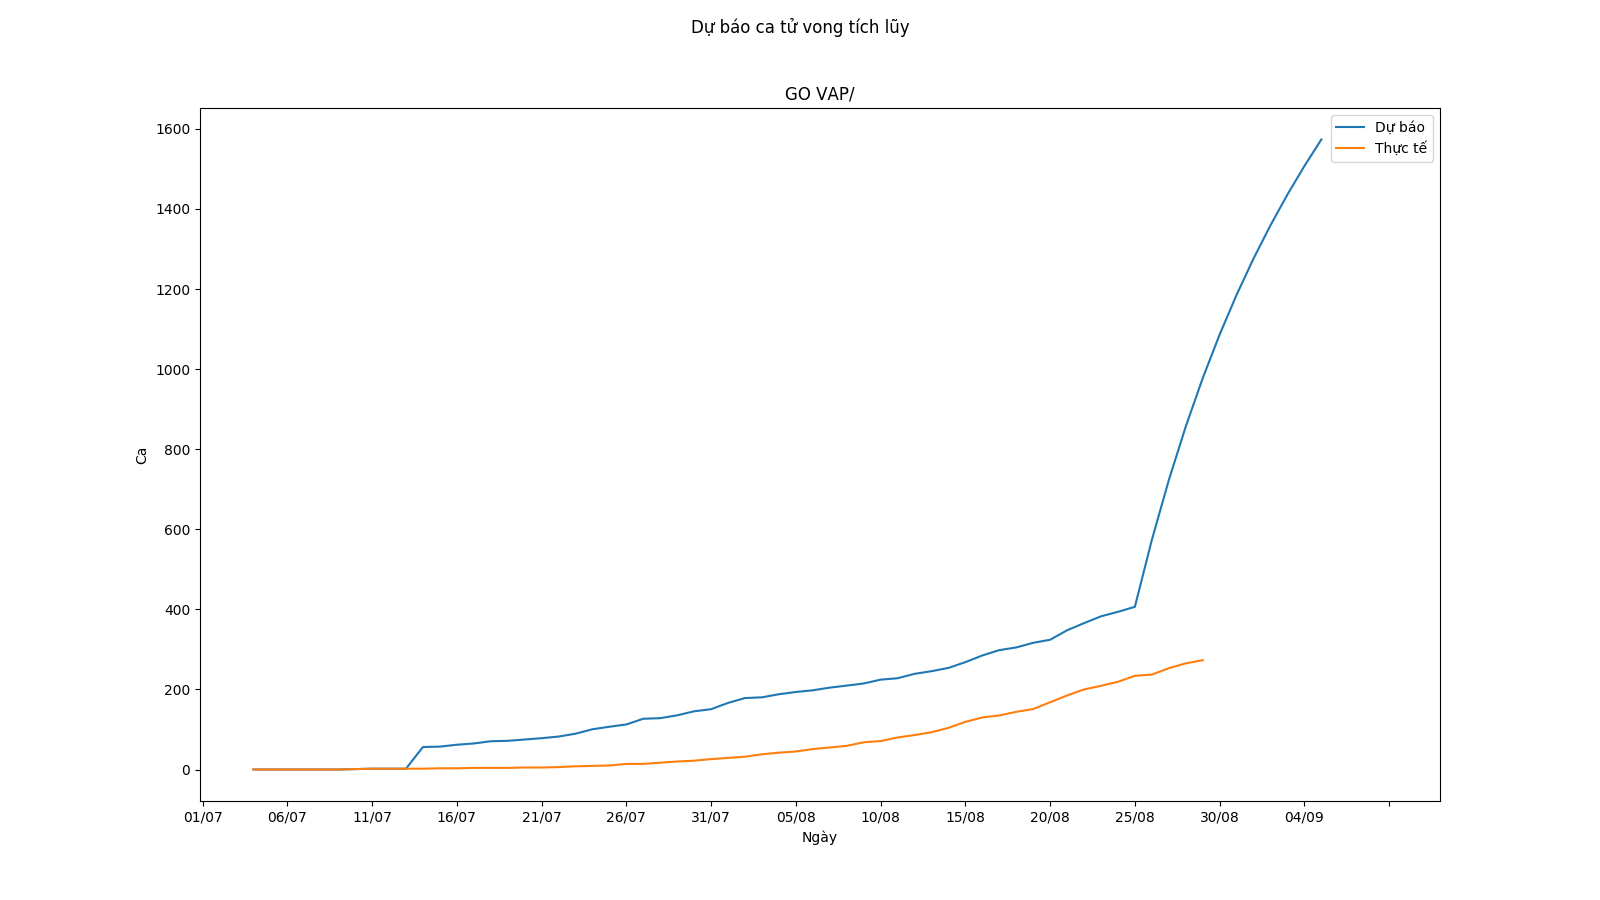 Dự báo ca tử vong tích lũy
GO VAP/
Dự báo
Thực tế
1600
1400
1200
1000
800
600
400
200
0
Ca
01/07 06/07 11/07 16/07 21/07 26/07 31/07 05/08 10/08 15/08 20/08 25/08 30/08 04/09
Ngày